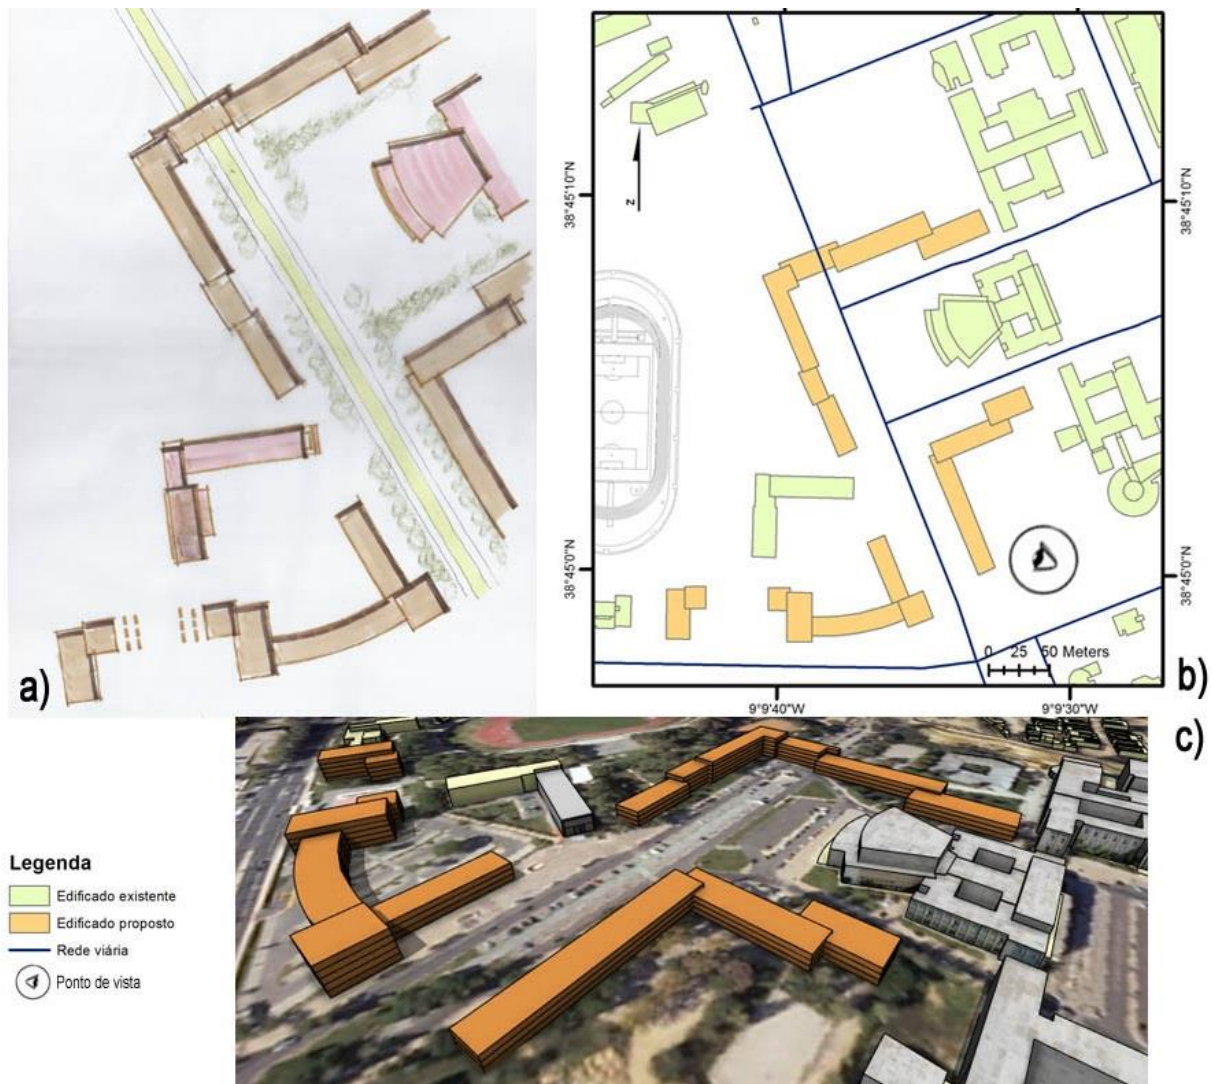 a)
b)
z
38°45'10"N
38°45'10"N
38°45'0"N
38°45'0"N
0 25 50 Meters
9°9'40"W
9°9'30"W
c)
Legenda
Edificado existente
Edificado proposto
Rede viária
Ponto de vista